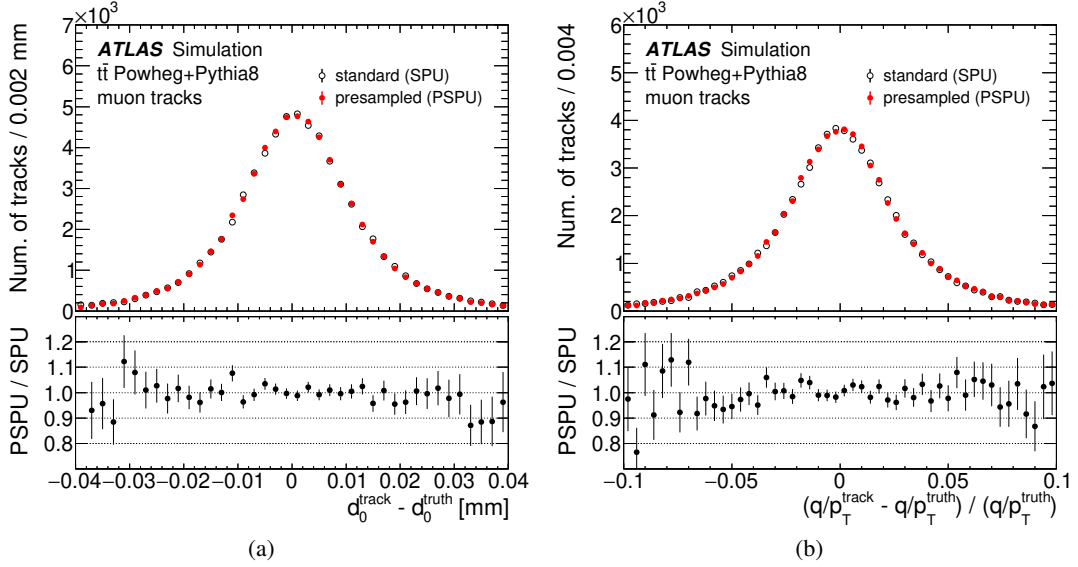 ×10³
7
6
5
4
3
2
1
0
Num. of tracks / 0.002 mm
ATLAS Simulation
tt̄ Powheg+Pythia8
muon tracks
standard (SPU)
presampled (PSPU)
1.2
1.1
1.0
0.9
0.8
PSPU / SPU
−0.04 −0.03 −0.02 −0.01 0 0.01 0.02 0.03 0.04
d₀^track - d₀^truth [mm]
(a)
×10³
6
5
4
3
2
1
0
Num. of tracks / 0.004
ATLAS Simulation
tt̄ Powheg+Pythia8
muon tracks
standard (SPU)
presampled (PSPU)
1.2
1.1
1.0
0.9
0.8
PSPU / SPU
−0.1 −0.05 0 0.05 0.1
(q/p_T^track - q/p_T^truth) / (q/p_T^truth)
(b)